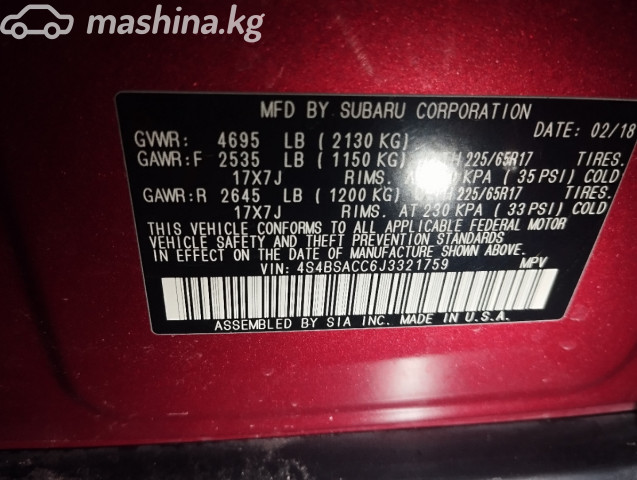 mashina.kg
MFD BY SUBARU CORPORATION
DATE: 02/18
GVWR: 4695 LB (2130 KG)
GAWR:F 2535 LB (1150 KG) WITH 225/65R17 TIRES.
17X7J RIMS. AT KPA (35 PSI) COLD
GAWR:R 2645 LB (1200 KG) WITH 225/65R17 TIRES.
17X7J RIMS. AT 230 KPA (33 PSI) COLD
THIS VEHICLE CONFORMS TO ALL APPLICABLE FEDERAL MOTOR
VEHICLE SAFETY AND THEFT PREVENTION STANDARDS
IN EFFECT ON THE DATE OF MANUFACTURE SHOWN ABOVE.
VIN: 4S4BSACC6J3321759 MPV
ASSEMBLED BY SIA INC. MADE IN U.S.A.